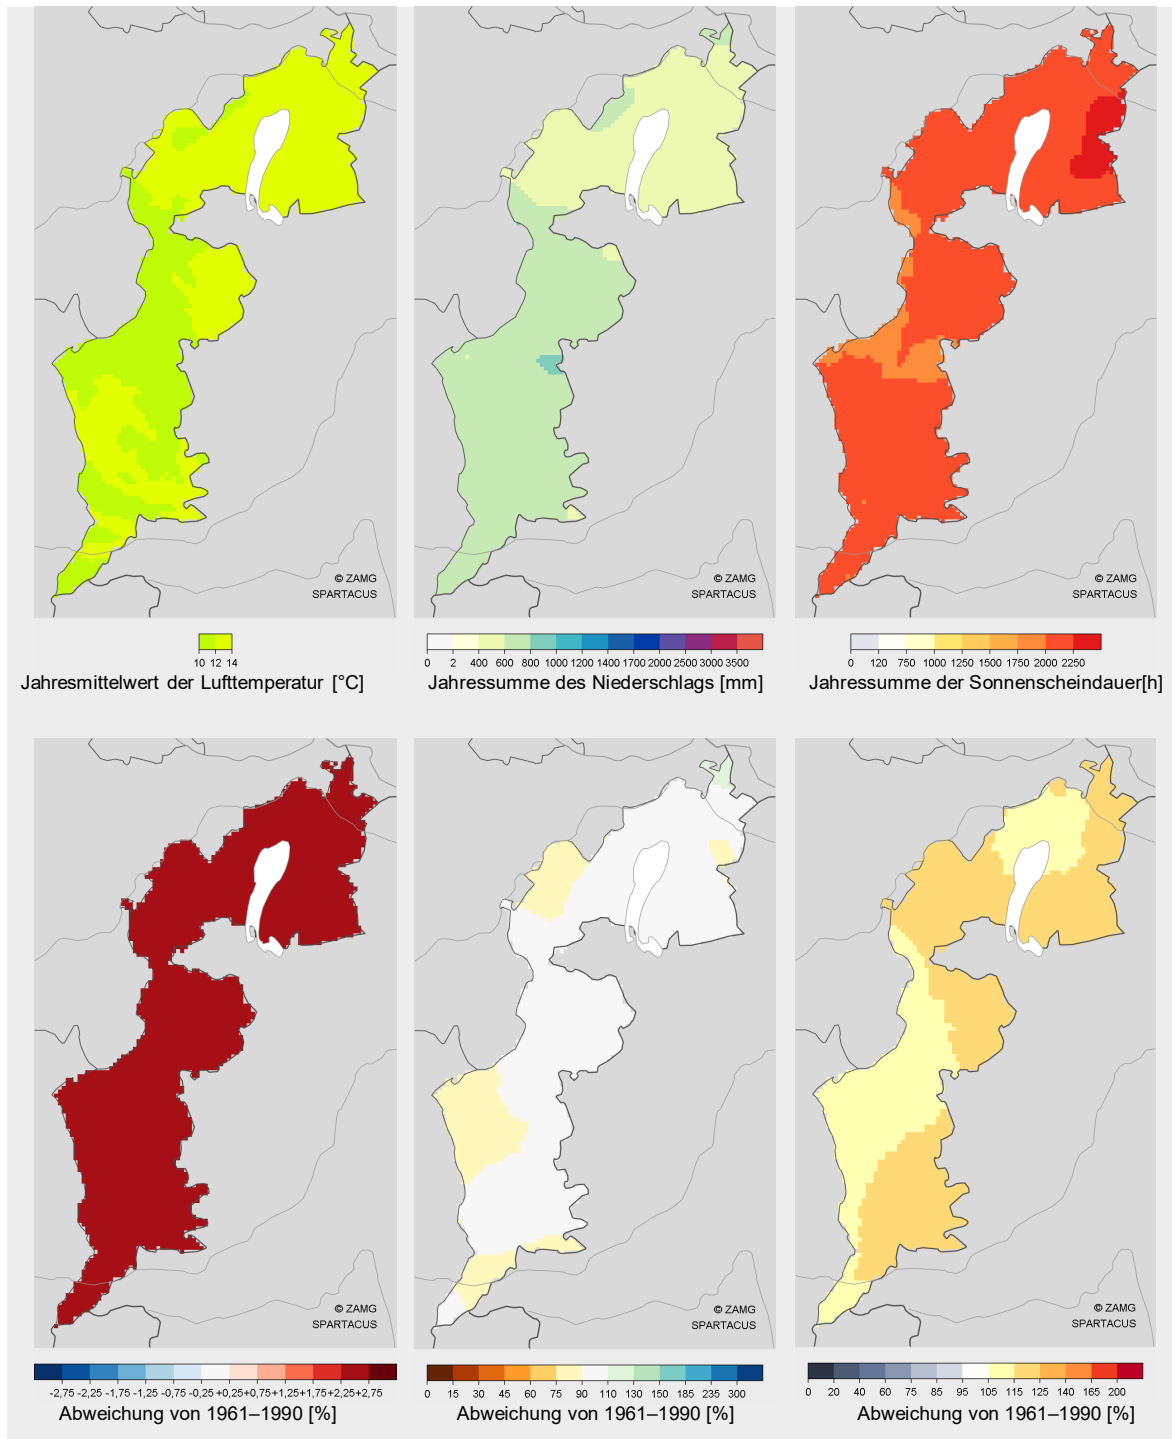 © ZAMG
SPARTACUS
© ZAMG
SPARTACUS
© ZAMG
SPARTACUS
10 12 14
Jahresmittelwert der Lufttemperatur [°C]
0 2 400 600 800 1000 1200 1400 1700 2000 2500 3000 3500
Jahressumme des Niederschlags [mm]
0 120 750 1000 1250 1500 1750 2000 2250
Jahressumme der Sonnenscheindauer[h]
© ZAMG
SPARTACUS
© ZAMG
SPARTACUS
© ZAMG
SPARTACUS
-2,75 -2,25 -1,75 -1,25 -0,75 -0,25 +0,25 +0,75 +1,25 +1,75 +2,25 +2,75
Abweichung von 1961–1990 [%]
0 15 30 45 60 75 90 110 130 150 185 235 300
Abweichung von 1961–1990 [%]
0 20 40 60 75 85 95 105 115 125 140 165 200
Abweichung von 1961–1990 [%]